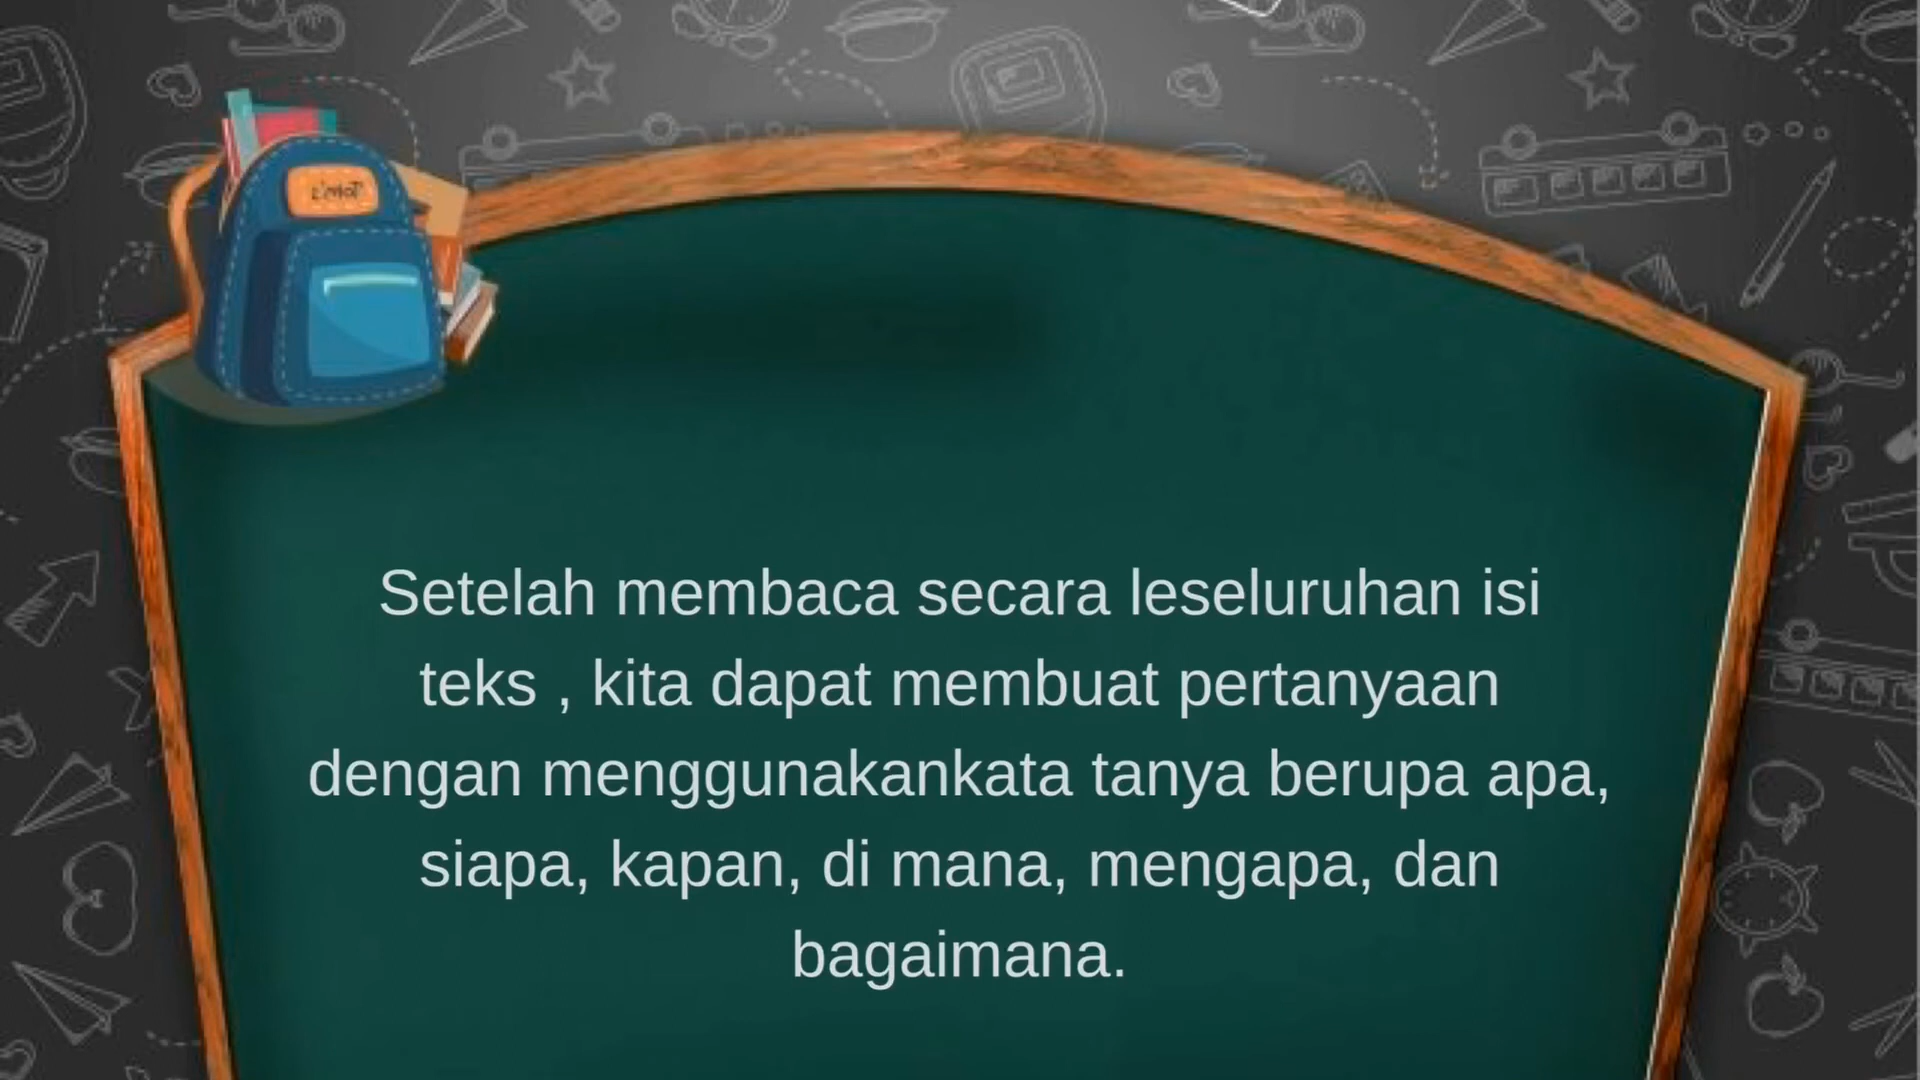 Setelah membaca secara leseluruhan isi
teks , kita dapat membuat pertanyaan
dengan menggunakankata tanya berupa apa,
siapa, kapan, di mana, mengapa, dan
bagaimana.